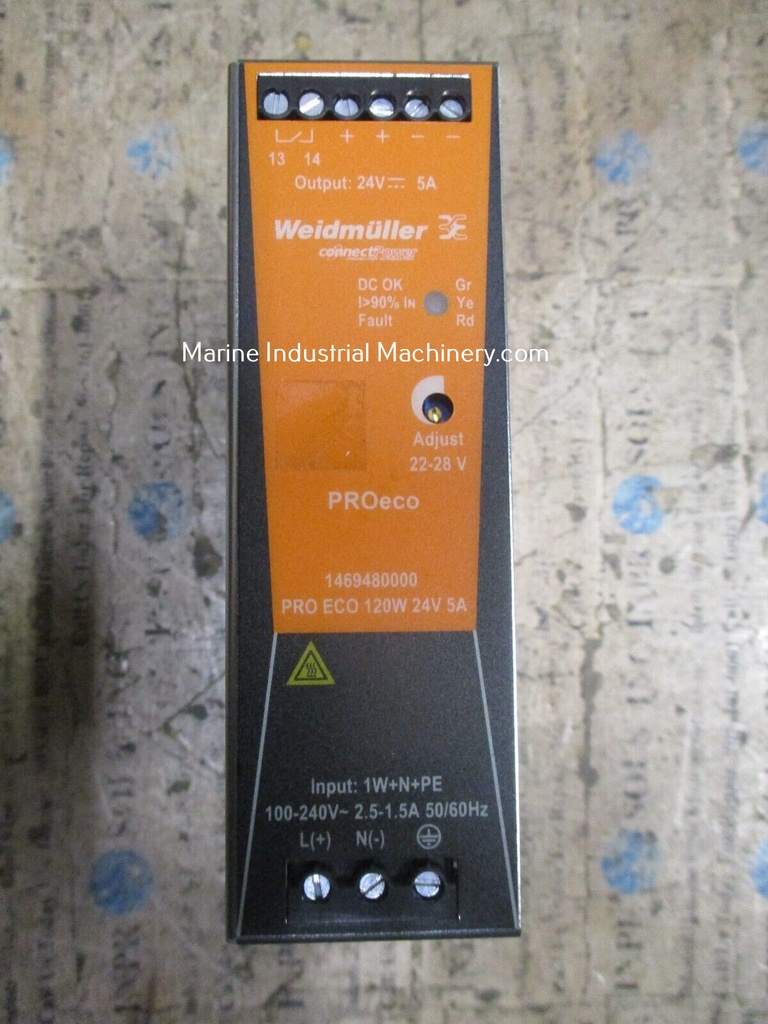 + + − −
13 14
Output: 24V⎓ 5A
Weidmüller
connectPower
DC OK Gr
I>90% IN Ye
Fault Rd
Marine Industrial Machinery.com
Adjust
22-28 V
PROeco
1469480000
PRO ECO 120W 24V 5A
Input: 1W+N+PE
100-240V~ 2.5-1.5A 50/60Hz
L(+) N(-)